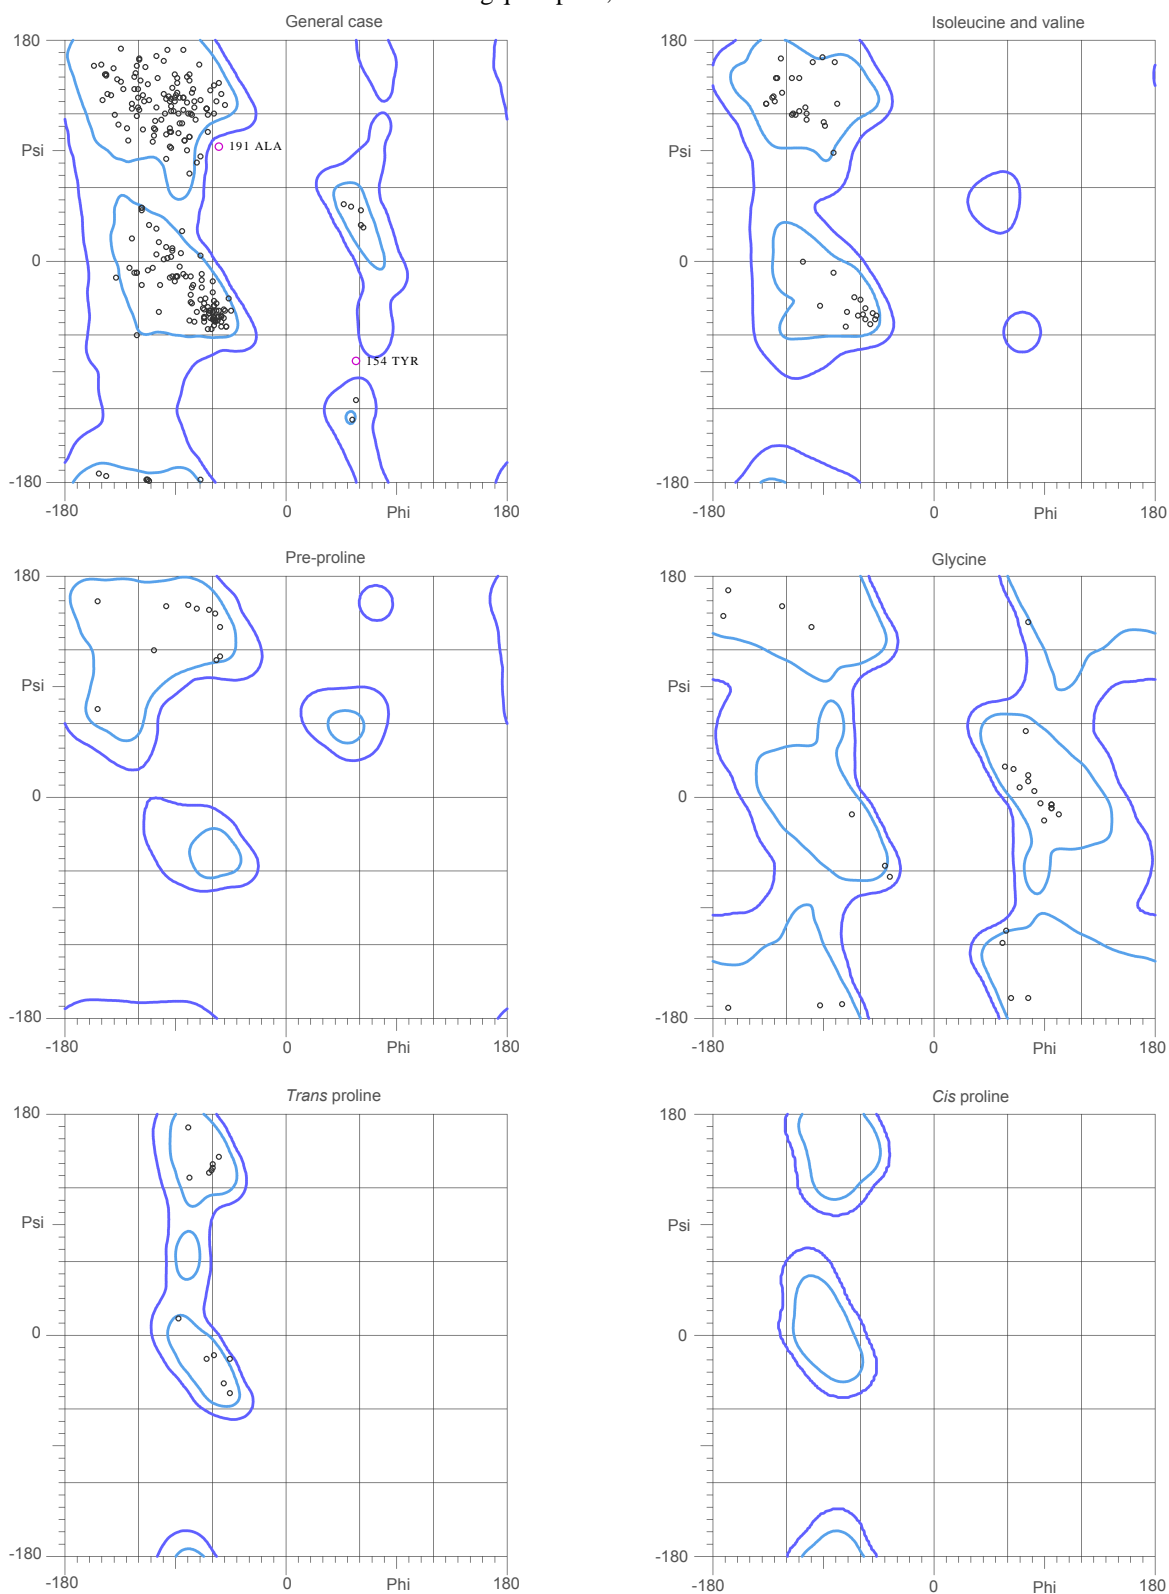 General case
Isoleucine and valine
180
Psi
0
-180
191 ALA
154 TYR
-180
0
Phi
180
180
Psi
0
-180
-180
0
Phi
180
Pre-proline
Glycine
180
Psi
0
-180
-180
0
Phi
180
180
Psi
0
-180
-180
0
Phi
180
Trans proline
Cis proline
180
Psi
0
-180
-180
0
Phi
180
180
Psi
0
-180
-180
0
Phi
180